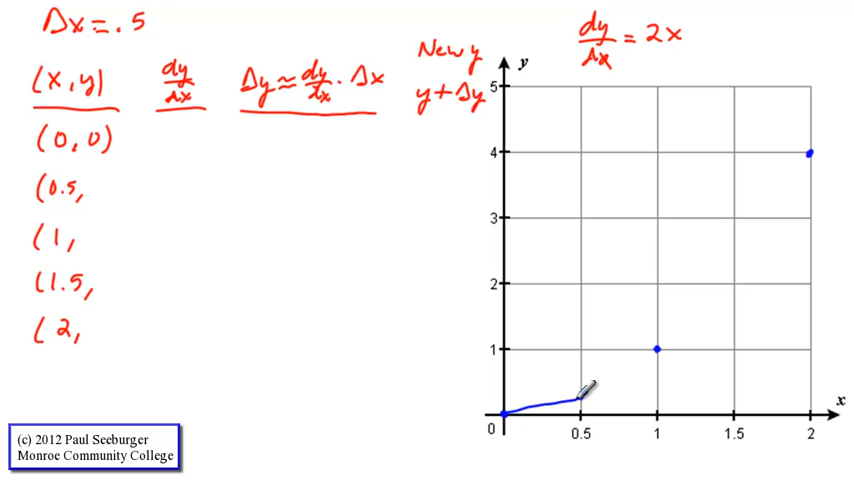 Δx = .5
(x, y) dy/dx Δy ≈ dy/dx · Δx New y y + Δy
(0, 0)
(0.5,
(1,
(1.5,
(2,
dy/dx = 2x
y
5
4
3
2
1
0 0.5 1 1.5 2
x
(c) 2012 Paul Seeburger
Monroe Community College